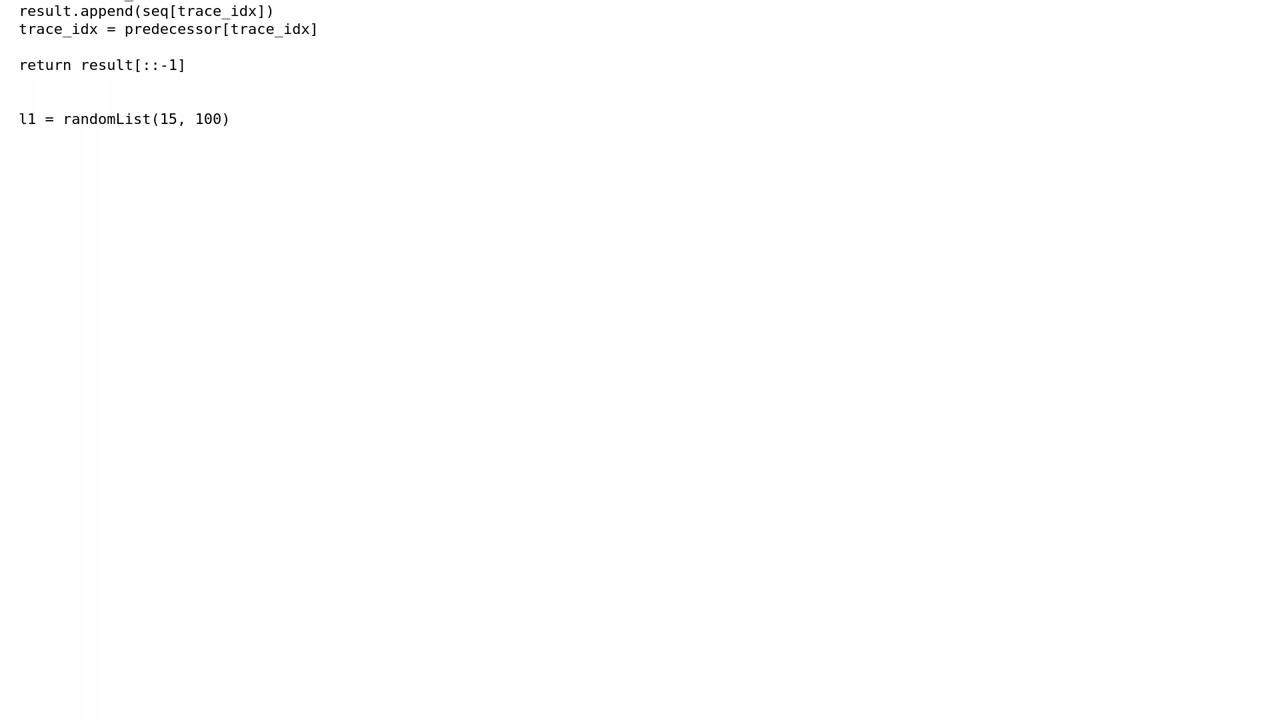 result.append(seq[trace_idx])
trace_idx = predecessor[trace_idx]
return result[::-1]
l1 = randomList(15, 100)